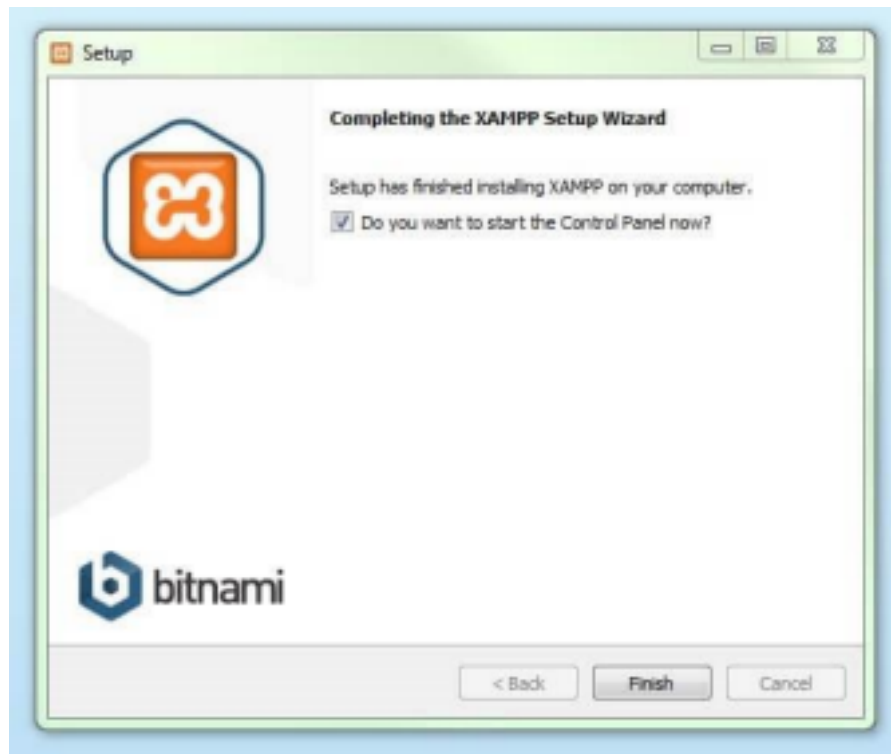 Setup
Completing the XAMPP Setup Wizard
Setup has finished installing XAMPP on your computer.
Do you want to start the Control Panel now?
bitnami
< Back
Finish
Cancel